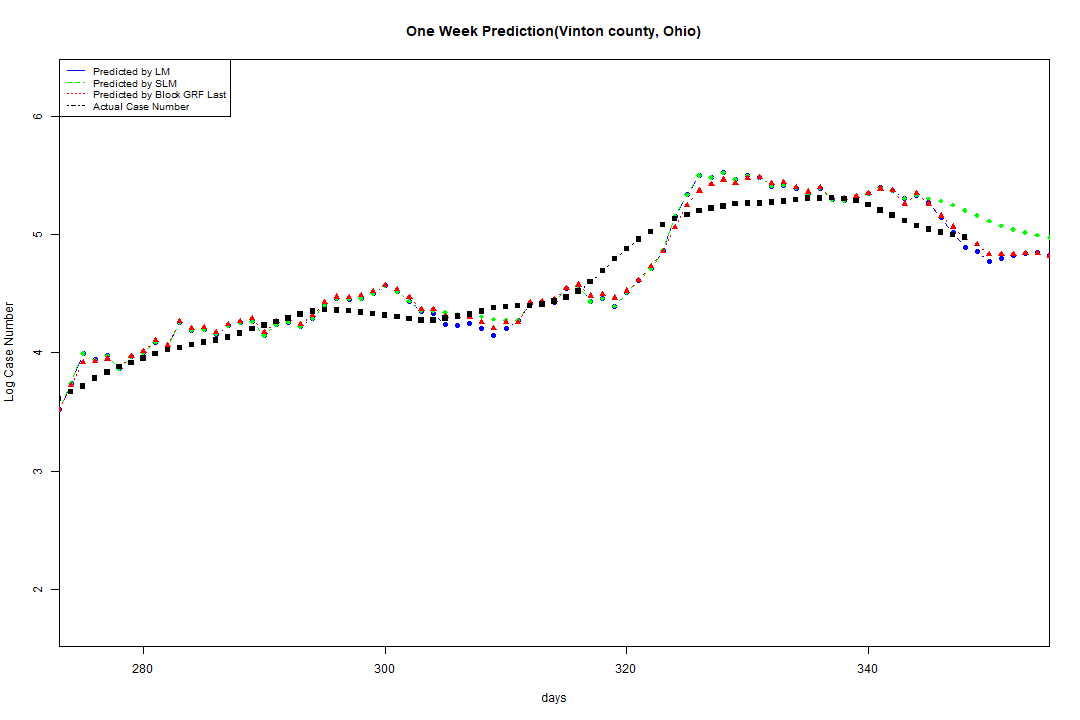 One Week Prediction(Vinton county, Ohio)
Predicted by LM
Predicted by SLM
Predicted by Block GRF Last
Actual Case Number
6
5
4
3
2
Log Case Number
280 300 320 340
days